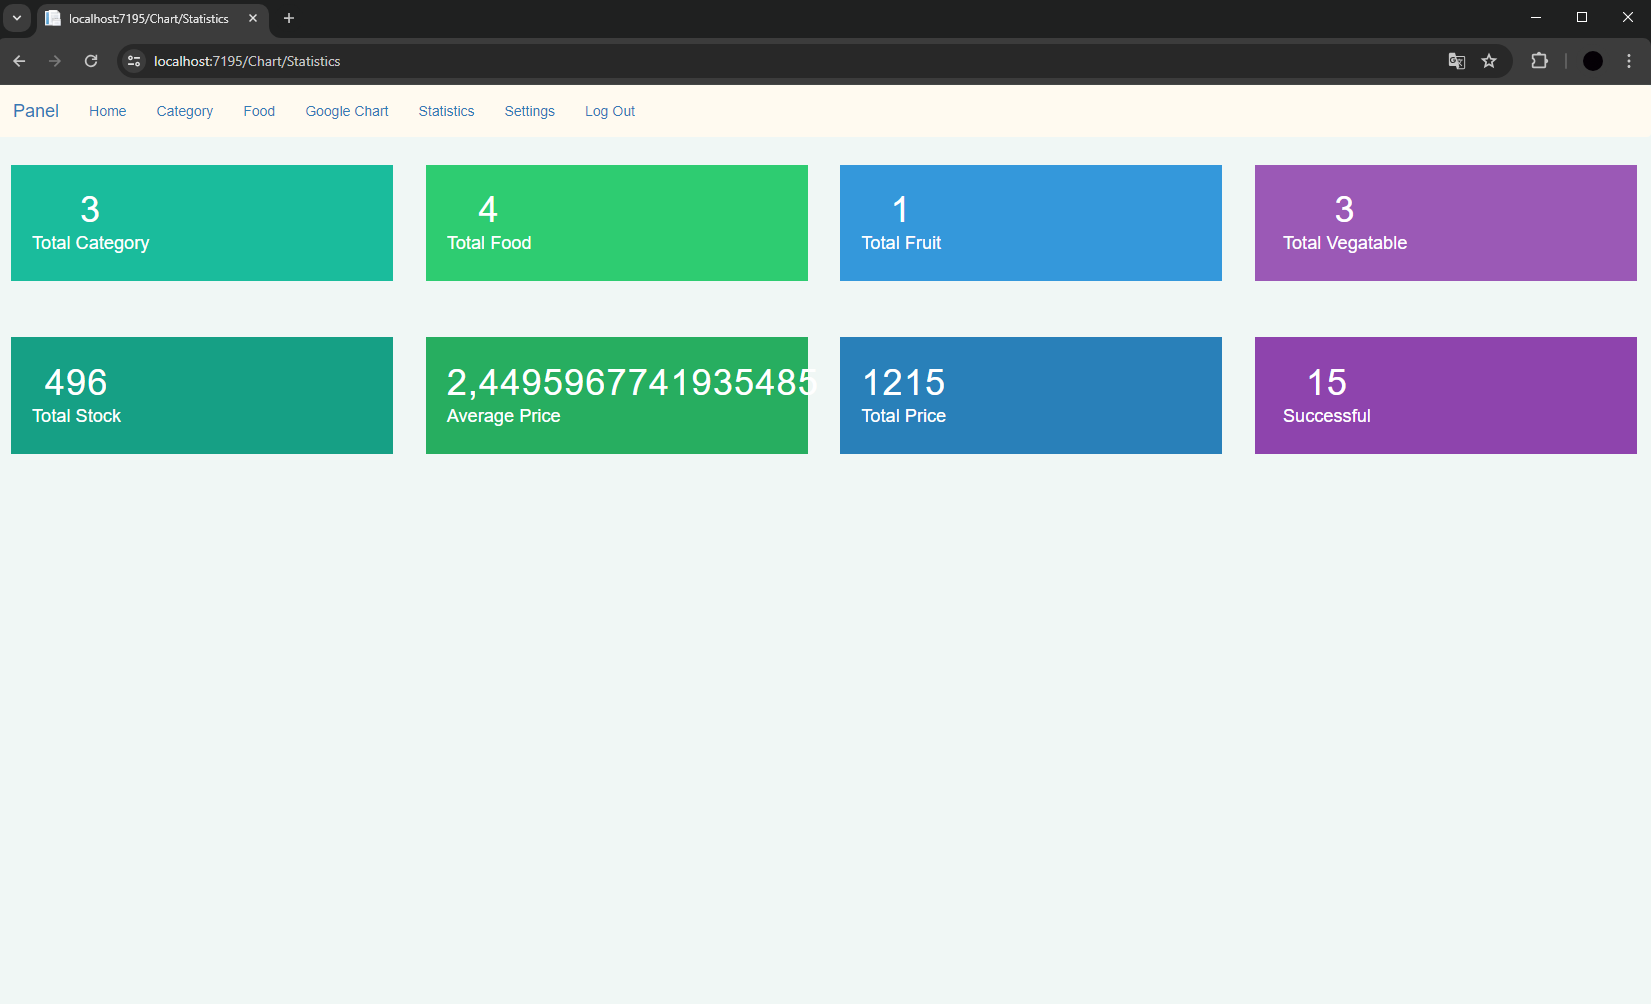 localhost:7195/Chart/Statistics
localhost:7195/Chart/Statistics
Panel Home Category Food Google Chart Statistics Settings Log Out
3
Total Category
4
Total Food
1
Total Fruit
3
Total Vegatable
496
Total Stock
2,4495967741935485
Average Price
1215
Total Price
15
Successful